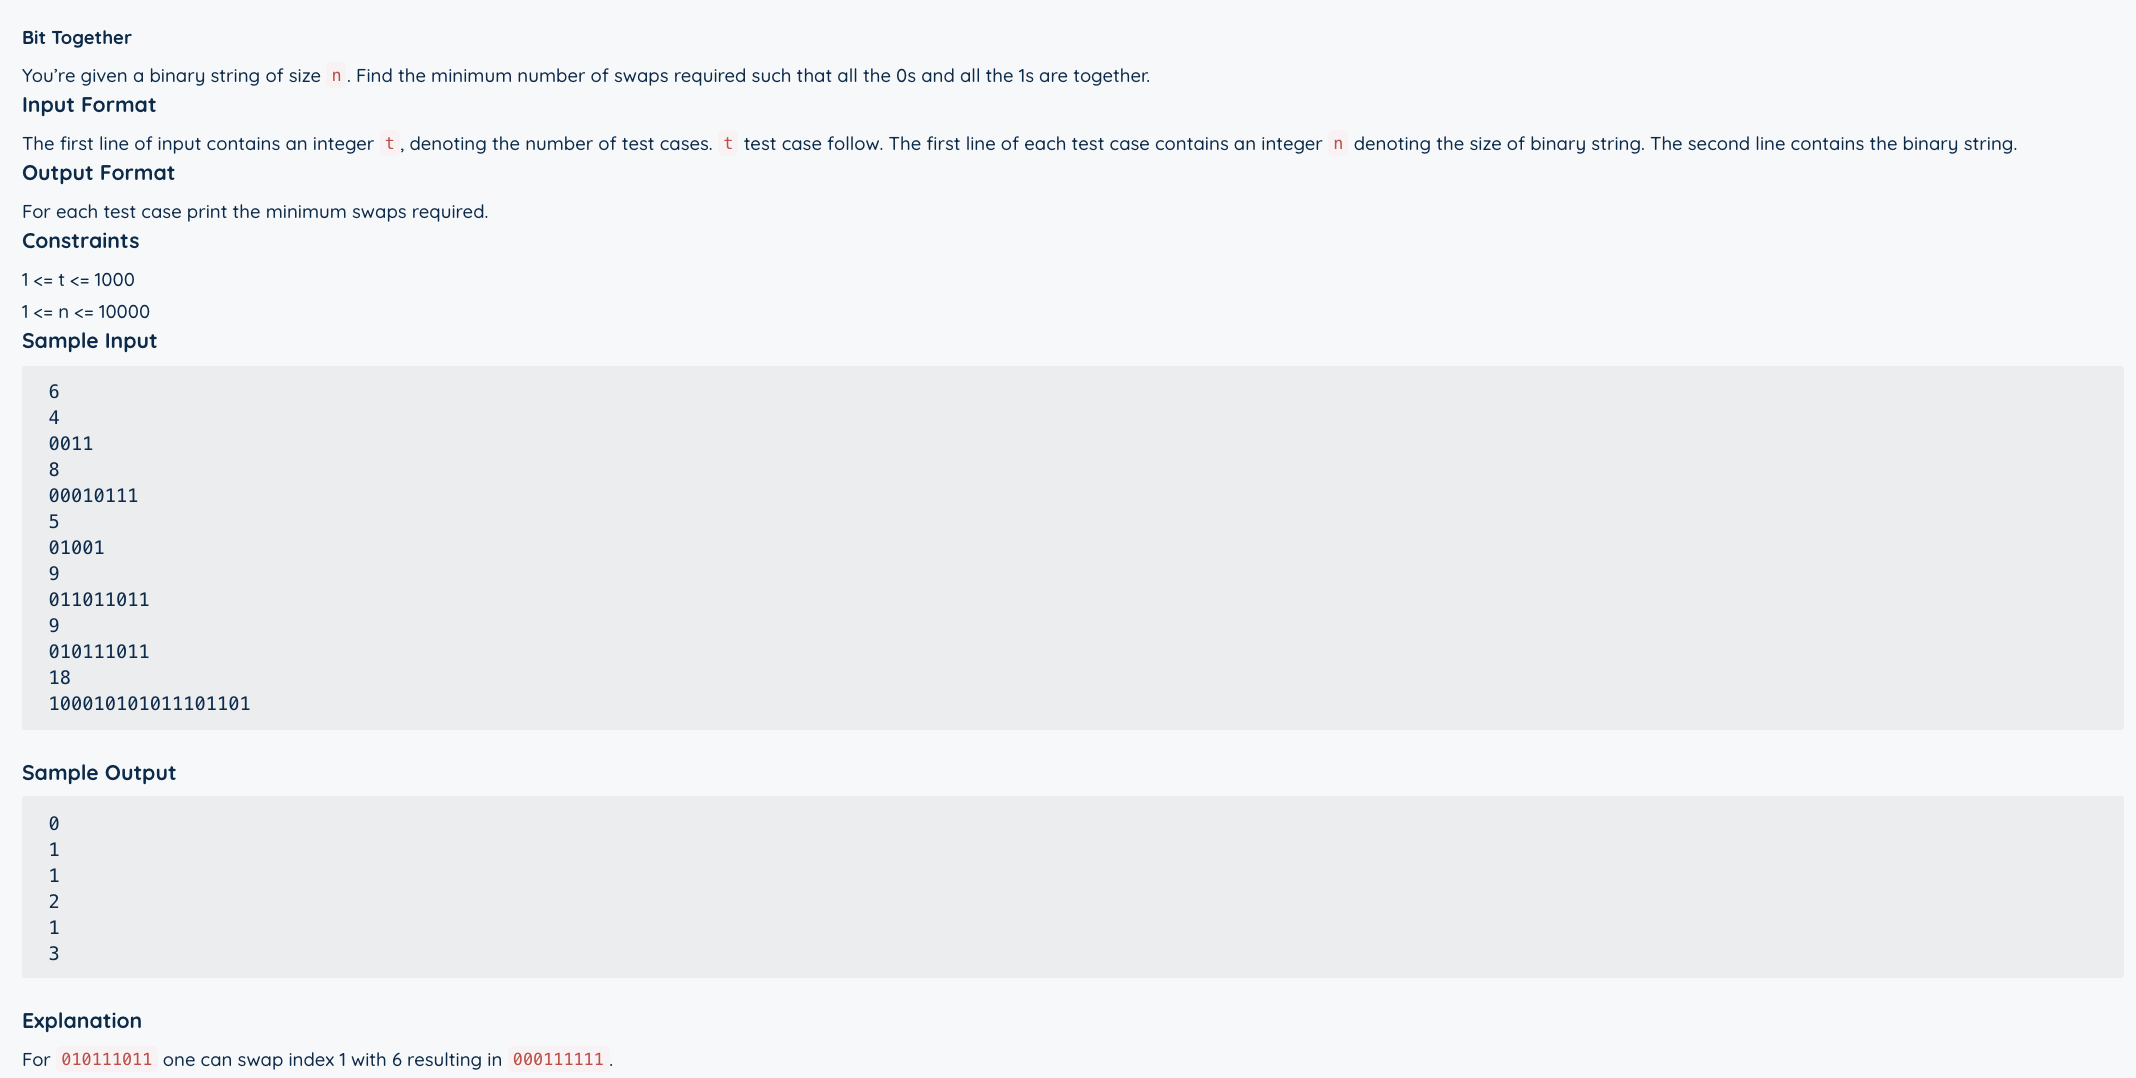 Bit Together
You’re given a binary string of size n. Find the minimum number of swaps required such that all the 0s and all the 1s are together.
Input Format
The first line of input contains an integer t, denoting the number of test cases. t test case follow. The first line of each test case contains an integer n denoting the size of binary string. The second line contains the binary string.
Output Format
For each test case print the minimum swaps required.
Constraints
1 <= t <= 1000
1 <= n <= 10000
Sample Input
6
4
0011
8
00010111
5
01001
9
011011011
9
010111011
18
100010101011101101
Sample Output
0
1
1
2
1
3
Explanation
For 010111011 one can swap index 1 with 6 resulting in 000111111.